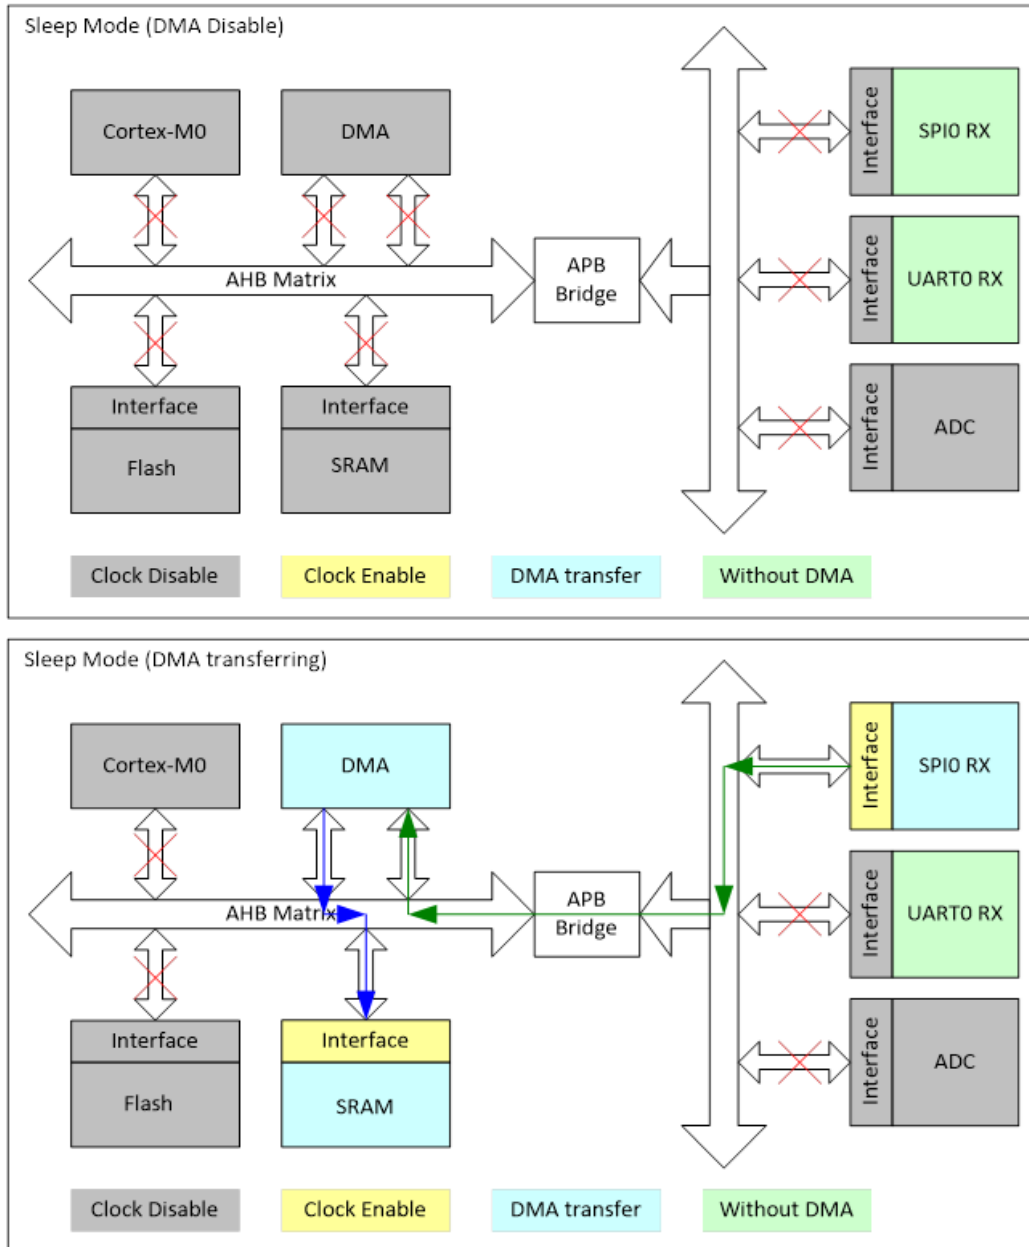 Sleep Mode (DMA Disable)
Cortex-M0
DMA
Interface
SPI0 RX
AHB Matrix
APB
Bridge
Interface
UART0 RX
Interface
Flash
Interface
SRAM
Interface
ADC
Clock Disable
Clock Enable
DMA transfer
Without DMA
Sleep Mode (DMA transferring)
Cortex-M0
DMA
Interface
SPI0 RX
AHB Matrix
APB
Bridge
Interface
UART0 RX
Interface
Flash
Interface
SRAM
Interface
ADC
Clock Disable
Clock Enable
DMA transfer
Without DMA